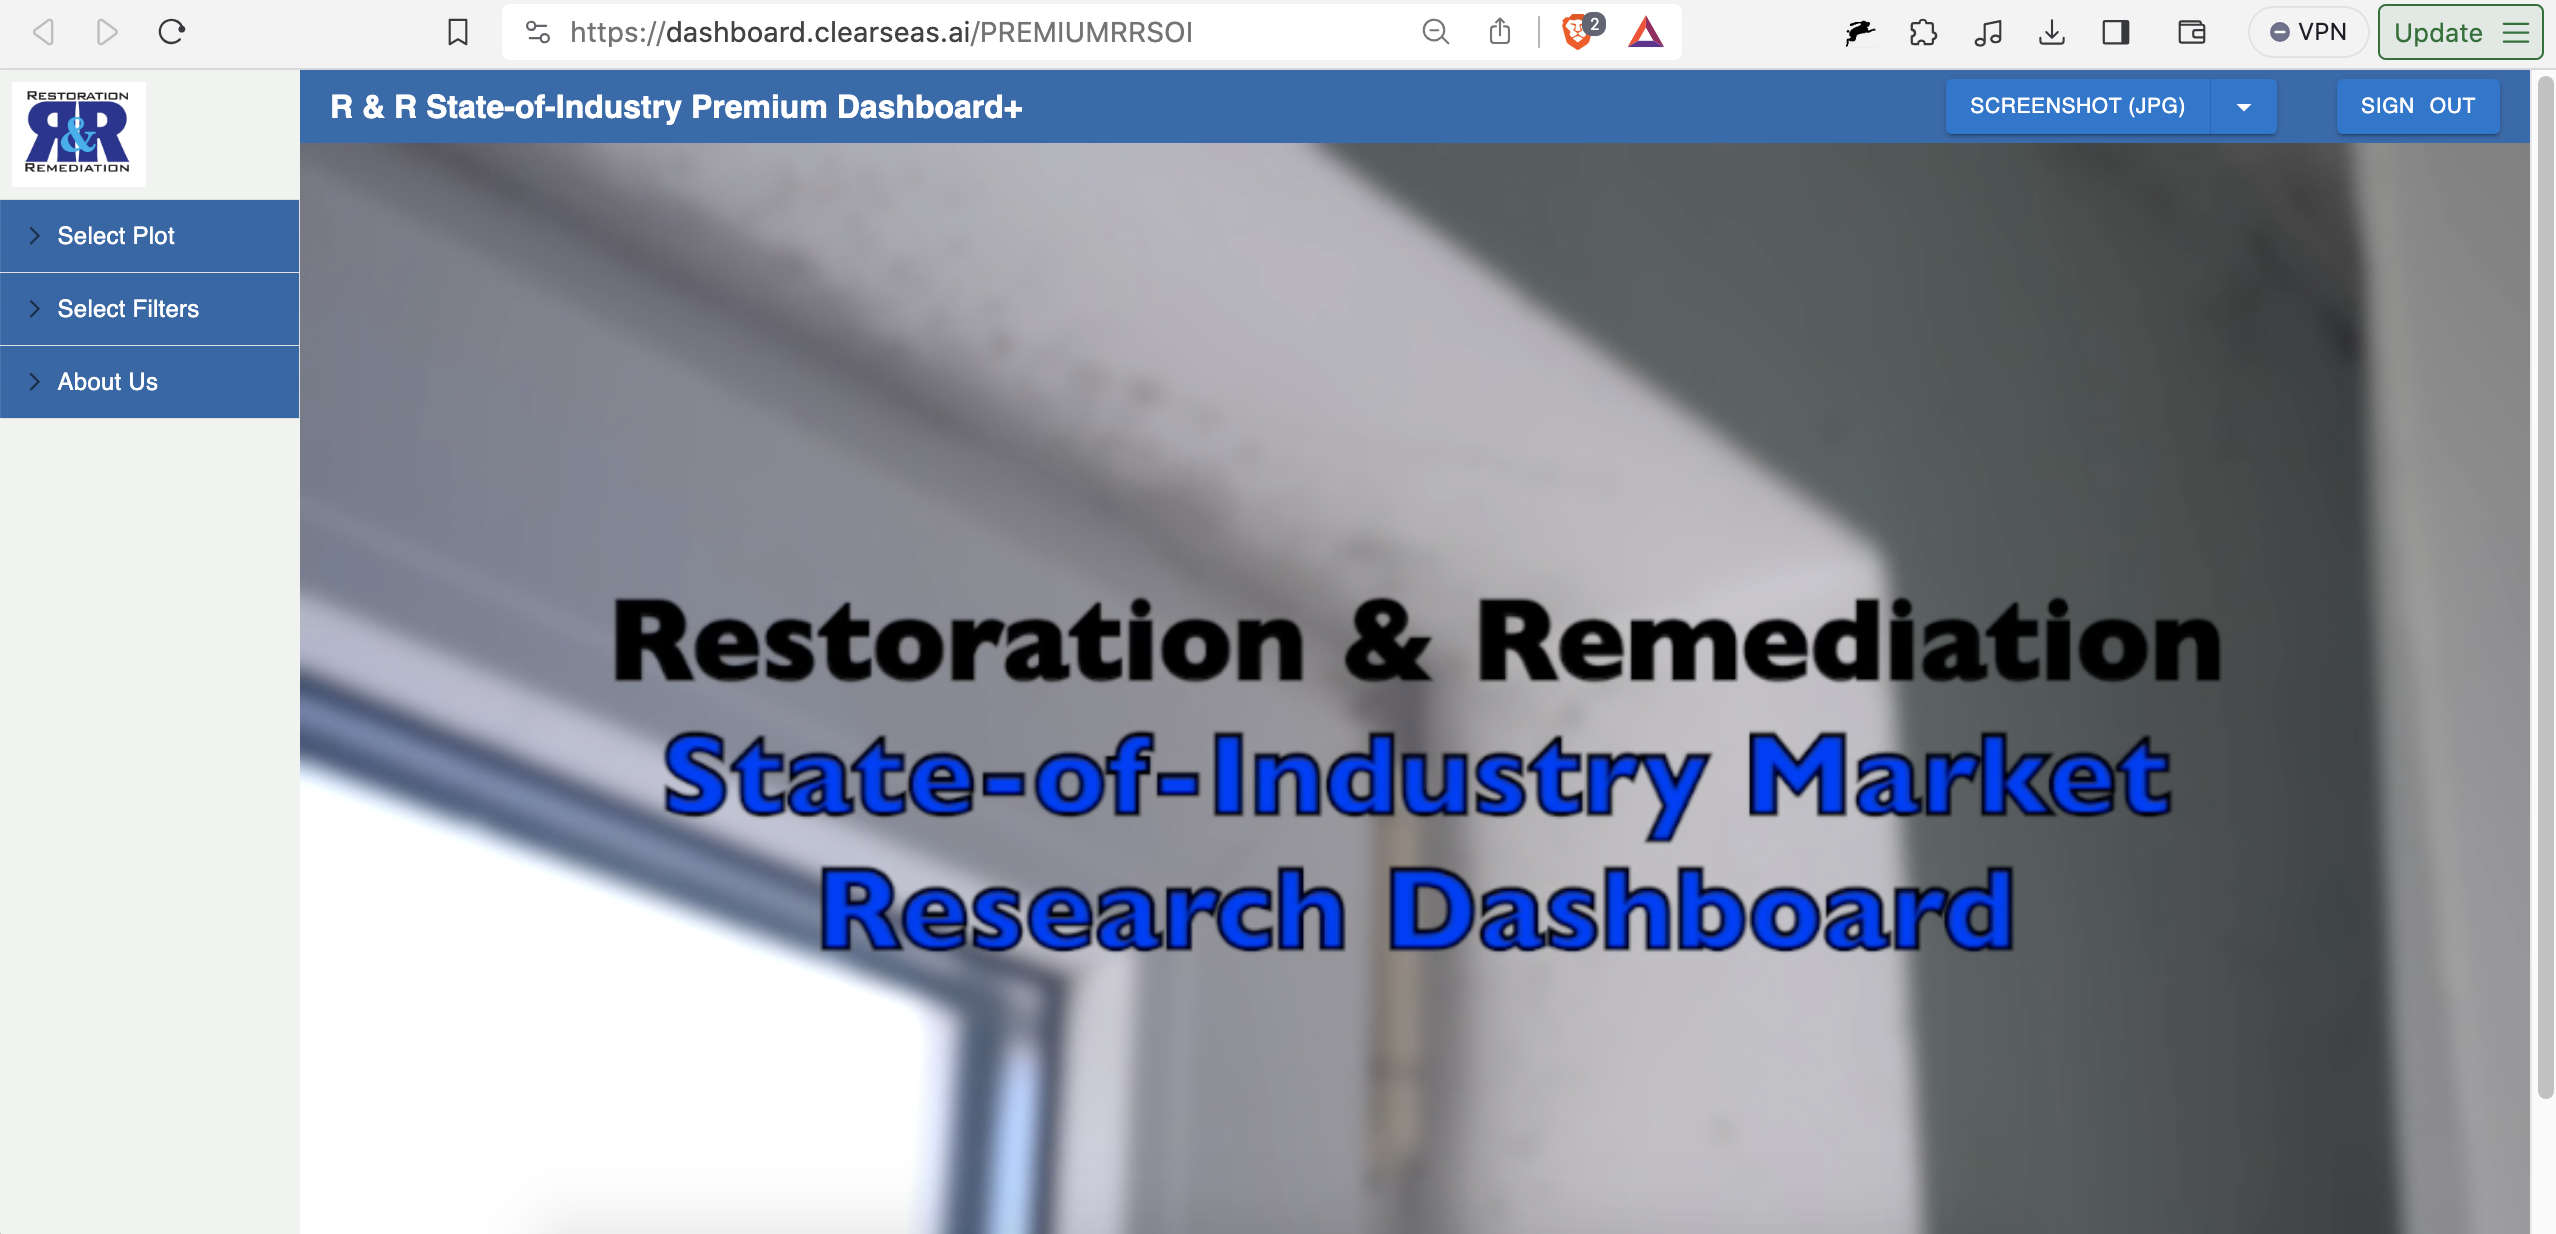 https://dashboard.clearseas.ai/PREMIUMRRSOI
2
VPN
Update
RESTORATION
R&R
REMEDIATION
R & R State-of-Industry Premium Dashboard+
SCREENSHOT (JPG)
SIGN OUT
Select Plot
Select Filters
About Us
Restoration & Remediation
State-of-Industry Market
Research Dashboard